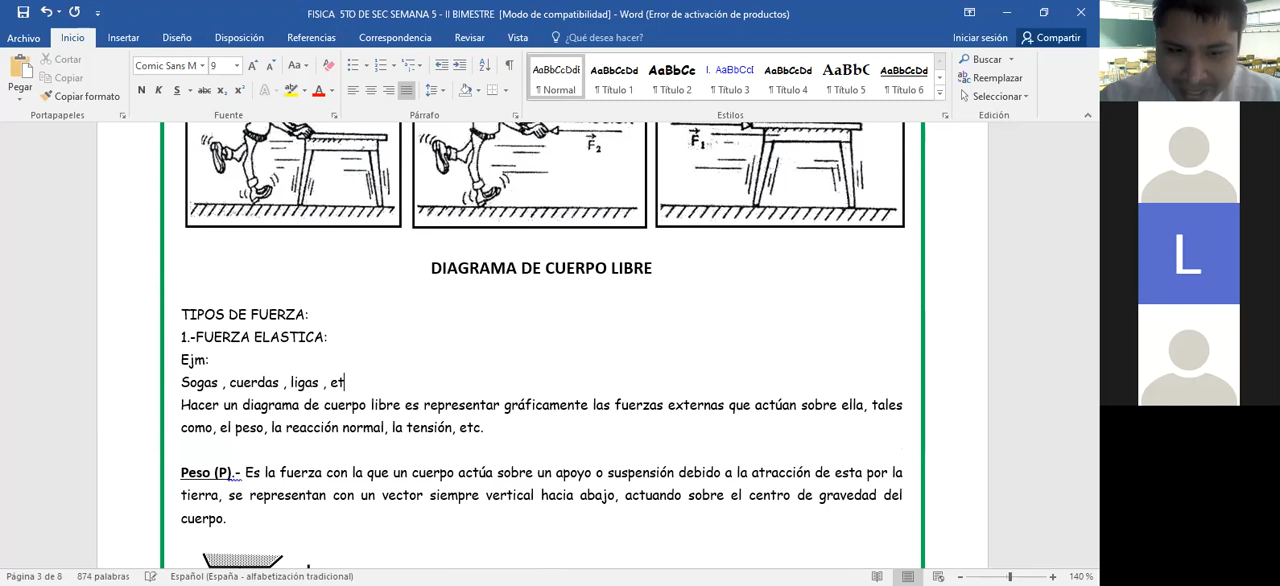 FISICA 5TO DE SEC SEMANA 5 - II BIMESTRE [Modo de compatibilidad] - Word (Error de activación de productos)
Archivo Inicio Insertar Diseño Disposición Referencias Correspondencia Revisar Vista ¿Qué desea hacer? Iniciar sesión Compartir
Pegar
Cortar
Copiar
Copiar formato
Portapapeles
Comic Sans M 9
N K S abc x₂ x²
Fuente
Párrafo
AaBbCcDdE AaBbCcDd AaBbCc I. AaBbCcI AaBbCcDd AaBbC AaBbCcDd
¶ Normal ¶ Título 1 ¶ Título 2 ¶ Título 3 ¶ Título 4 ¶ Título 5 ¶ Título 6
Estilos
Buscar
Reemplazar
Seleccionar
Edición
F₂
F₁
DIAGRAMA DE CUERPO LIBRE
TIPOS DE FUERZA:
1.-FUERZA ELASTICA:
Ejm:
Sogas , cuerdas , ligas , et
Hacer un diagrama de cuerpo libre es representar gráficamente las fuerzas externas que actúan sobre ella, tales
como, el peso, la reacción normal, la tensión, etc.
Peso (P).- Es la fuerza con la que un cuerpo actúa sobre un apoyo o suspensión debido a la atracción de esta por la
tierra, se representan con un vector siempre vertical hacia abajo, actuando sobre el centro de gravedad del
cuerpo.
Página 3 de 8 874 palabras Español (España - alfabetización tradicional) 140 %
L